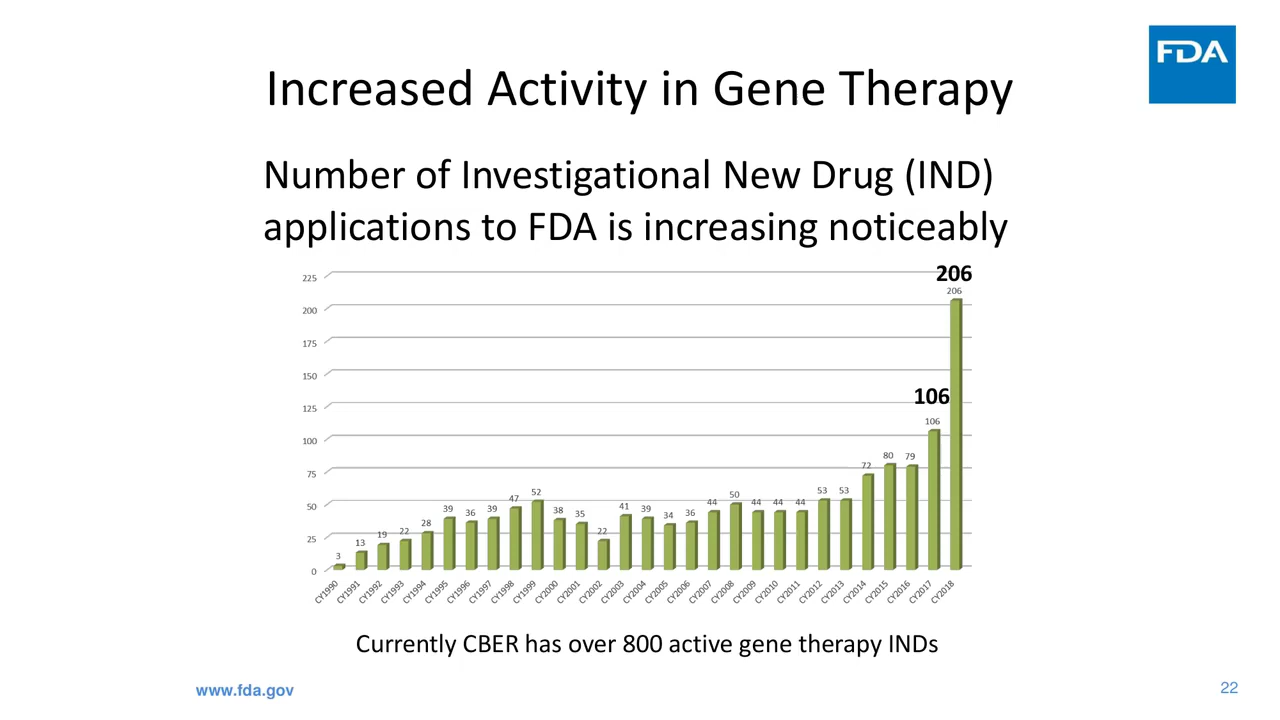 FDA
Increased Activity in Gene Therapy
Number of Investigational New Drug (IND)
applications to FDA is increasing noticeably
225
200
175
150
125
100
75
50
25
0
3
13
19
22
28
39
36
39
47
52
38
35
22
41
39
34
36
44
50
44
44
44
53
53
72
80
79
106
106
206
206
CY1990
CY1991
CY1992
CY1993
CY1994
CY1995
CY1996
CY1997
CY1998
CY1999
CY2000
CY2001
CY2002
CY2003
CY2004
CY2005
CY2006
CY2007
CY2008
CY2009
CY2010
CY2011
CY2012
CY2013
CY2014
CY2015
CY2016
CY2017
CY2018
Currently CBER has over 800 active gene therapy INDs
www.fda.gov
22